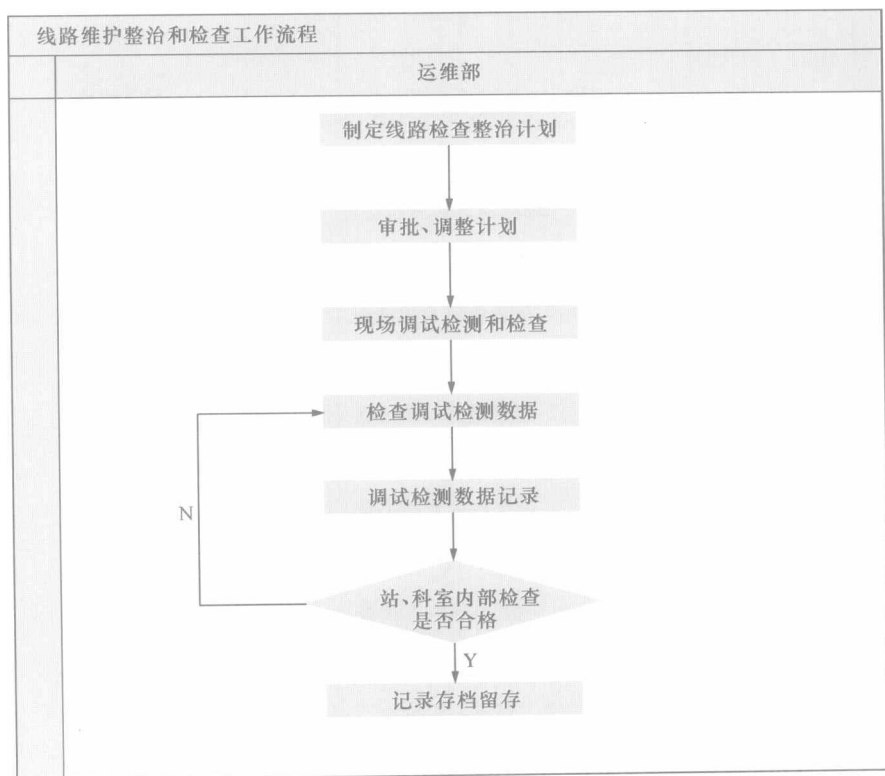 线路维护整治和检查工作流程
运维部
制定线路检查整治计划
审批、调整计划
现场调试检测和检查
检查调试检测数据
调试检测数据记录
N
站、科室内部检查
是否合格
Y
记录存档留存